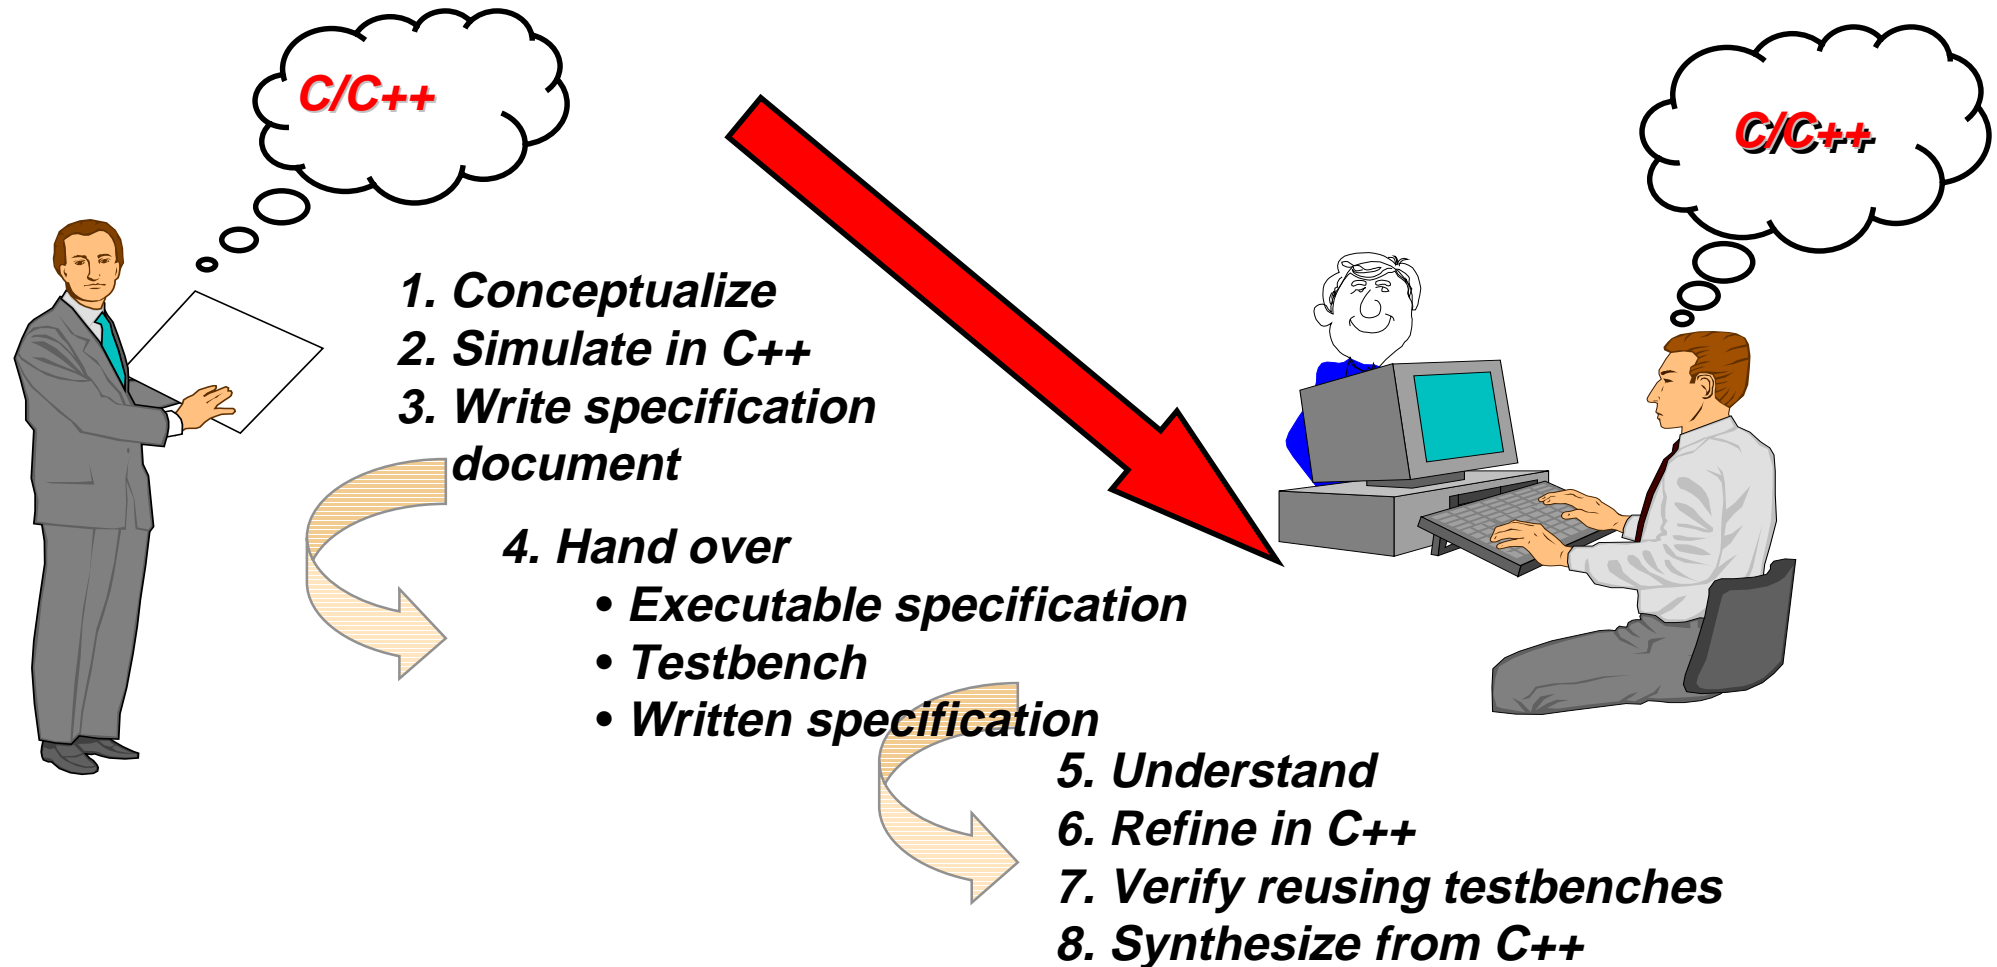 C/C++
C/C++
1. Conceptualize
2. Simulate in C++
3. Write specification
document
4. Hand over
• Executable specification
• Testbench
• Written specification
5. Understand
6. Refine in C++
7. Verify reusing testbenches
8. Synthesize from C++